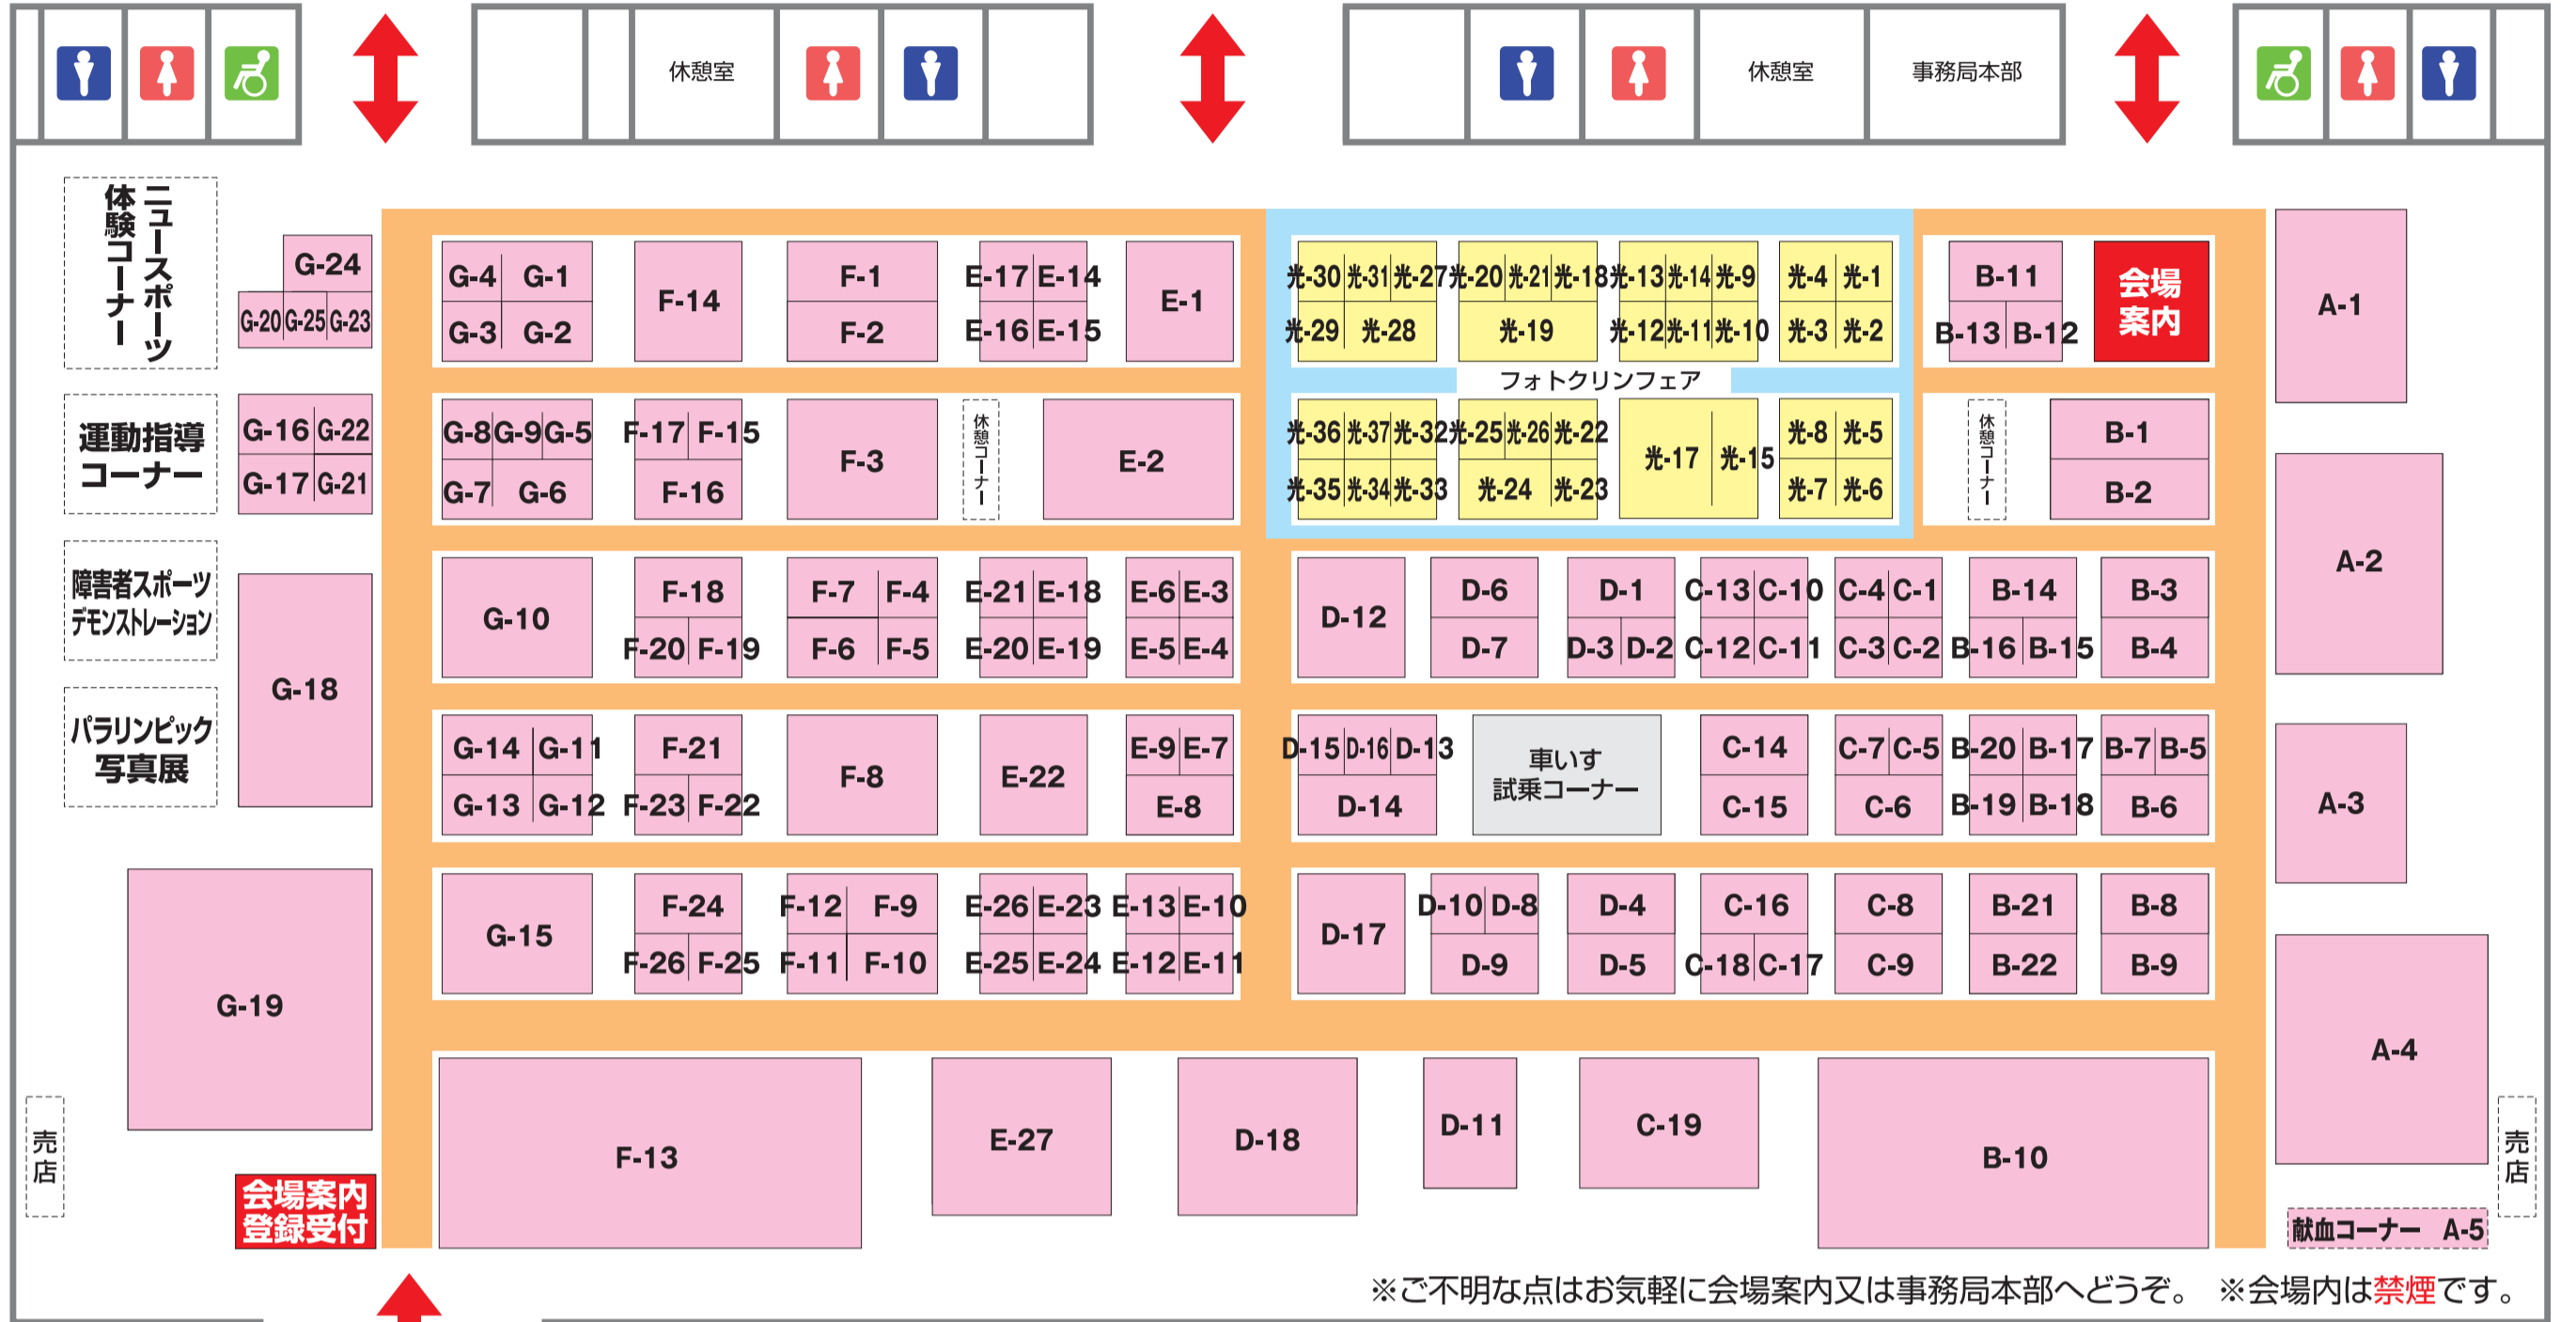 休憩室
休憩室
事務局本部
ニュースポーツ
体験コーナー
G-24
G-20 G-25 G-23
G-4 G-1
G-3 G-2
F-14
F-1
F-2
E-17 E-14
E-16 E-15
E-1
光-30 光-31 光-27
光-29 光-28
光-20 光-21 光-18
光-19
光-13 光-14 光-9
光-12 光-11 光-10
光-4 光-1
光-3 光-2
B-11
B-13 B-12
会場
案内
A-1
フォトクリンフェア
運動指導
コーナー
G-16 G-22
G-17 G-21
G-8 G-9 G-5
G-7 G-6
F-17 F-15
F-16
F-3
休憩コーナー
E-2
光-36 光-37 光-32
光-35 光-34 光-33
光-25 光-26 光-22
光-24 光-23
光-17 光-15
光-8 光-5
光-7 光-6
休憩コーナー
B-1
B-2
A-2
障害者スポーツ
デモンストレーション
G-18
G-10
F-18
F-20 F-19
F-7 F-4
F-6 F-5
E-21 E-18
E-20 E-19
E-6 E-3
E-5 E-4
D-12
D-6
D-7
D-1
D-3 D-2
C-13 C-10
C-12 C-11
C-4 C-1
C-3 C-2
B-14
B-16 B-15
B-3
B-4
パラリンピック
写真展
G-14 G-11
G-13 G-12
F-21
F-23 F-22
F-8
E-22
E-9 E-7
E-8
D-15 D-16 D-13
D-14
車いす
試乗コーナー
C-14
C-15
C-7 C-5
C-6
B-20 B-17
B-19 B-18
B-7 B-5
B-6
A-3
G-19
G-15
F-24
F-26 F-25
F-12 F-9
F-11 F-10
E-26 E-23
E-25 E-24
E-13 E-10
E-12 E-11
D-17
D-10 D-8
D-9
D-4
D-5
C-16
C-18 C-17
C-8
C-9
B-21
B-22
B-8
B-9
A-4
売店
会場案内
登録受付
F-13
E-27
D-18
D-11
C-19
B-10
売店
献血コーナー A-5
※ご不明な点はお気軽に会場案内又は事務局本部へどうぞ。 ※会場内は禁煙です。